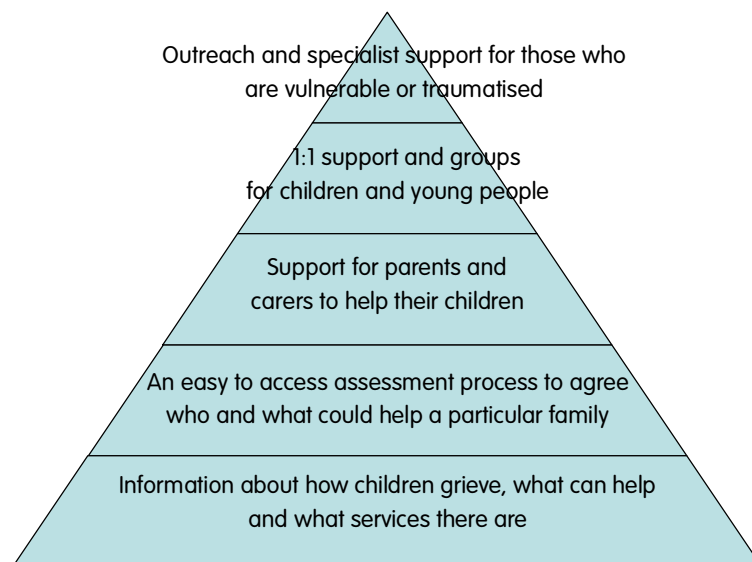 Outreach and specialist support for those who
are vulnerable or traumatised
1:1 support and groups
for children and young people
Support for parents and
carers to help their children
An easy to access assessment process to agree
who and what could help a particular family
Information about how children grieve, what can help
and what services there are